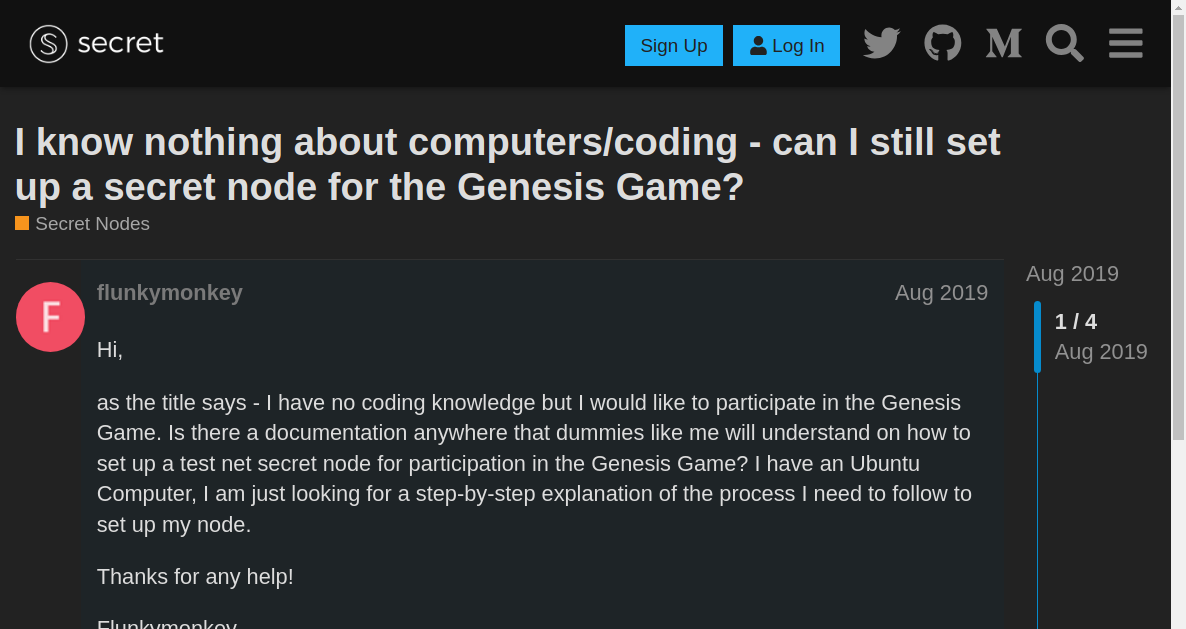 secret
Sign Up
Log In
I know nothing about computers/coding - can I still set
up a secret node for the Genesis Game?
Secret Nodes
F
flunkymonkey
Aug 2019
Hi,
as the title says - I have no coding knowledge but I would like to participate in the Genesis
Game. Is there a documentation anywhere that dummies like me will understand on how to
set up a test net secret node for participation in the Genesis Game? I have an Ubuntu
Computer, I am just looking for a step-by-step explanation of the process I need to follow to
set up my node.
Thanks for any help!
Flunkymonkey
Aug 2019
1 / 4
Aug 2019